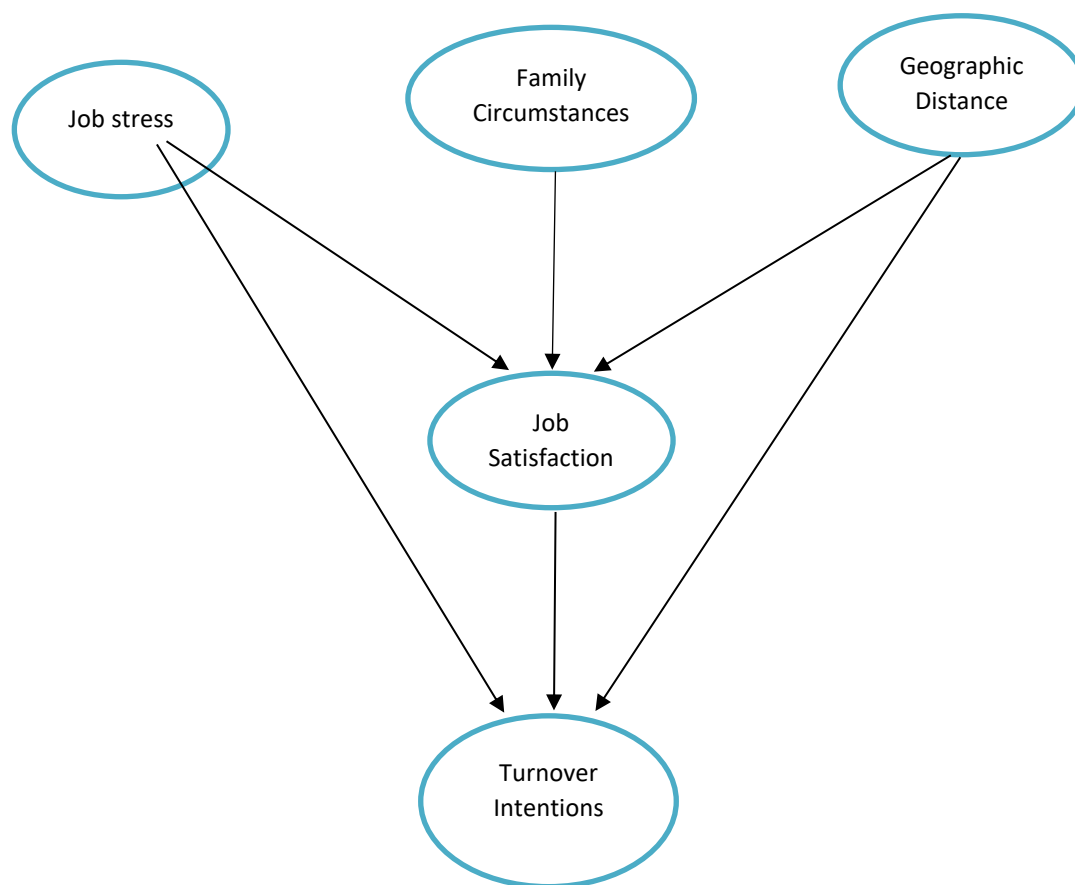 Job stress
Family
Circumstances
Geographic
Distance
Job
Satisfaction
Turnover
Intentions